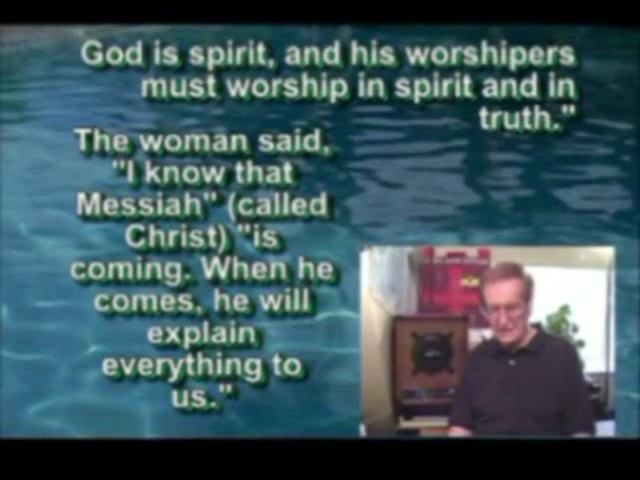 God is spirit, and his worshipers
must worship in spirit and in
truth."
The woman said,
"I know that
Messiah" (called
Christ) "is
coming. When he
comes, he will
explain
everything to
us."